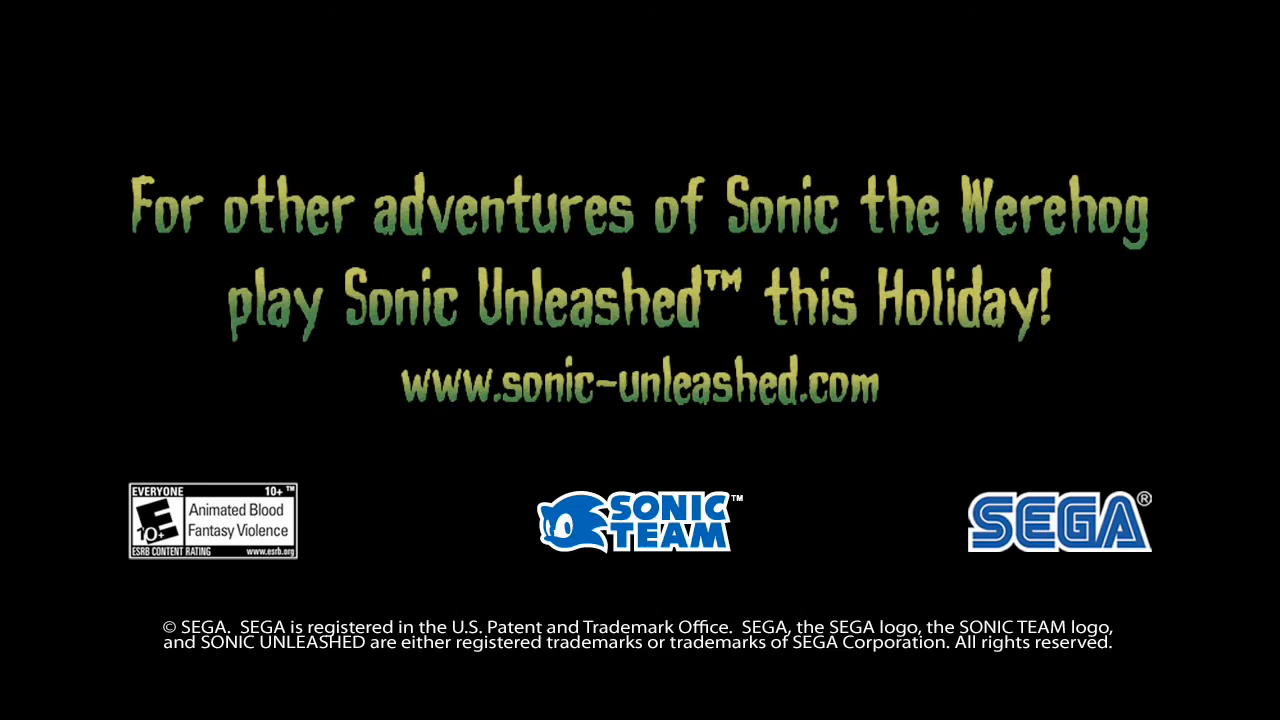 For other adventures of Sonic the Werehog
play Sonic Unleashed™ this Holiday!
www.sonic-unleashed.com
EVERYONE 10+ ™
E 10+
Animated Blood
Fantasy Violence
ESRB CONTENT RATING www.esrb.org
SONIC ™
TEAM
SEGA ®
© SEGA. SEGA is registered in the U.S. Patent and Trademark Office. SEGA, the SEGA logo, the SONIC TEAM logo,
and SONIC UNLEASHED are either registered trademarks or trademarks of SEGA Corporation. All rights reserved.